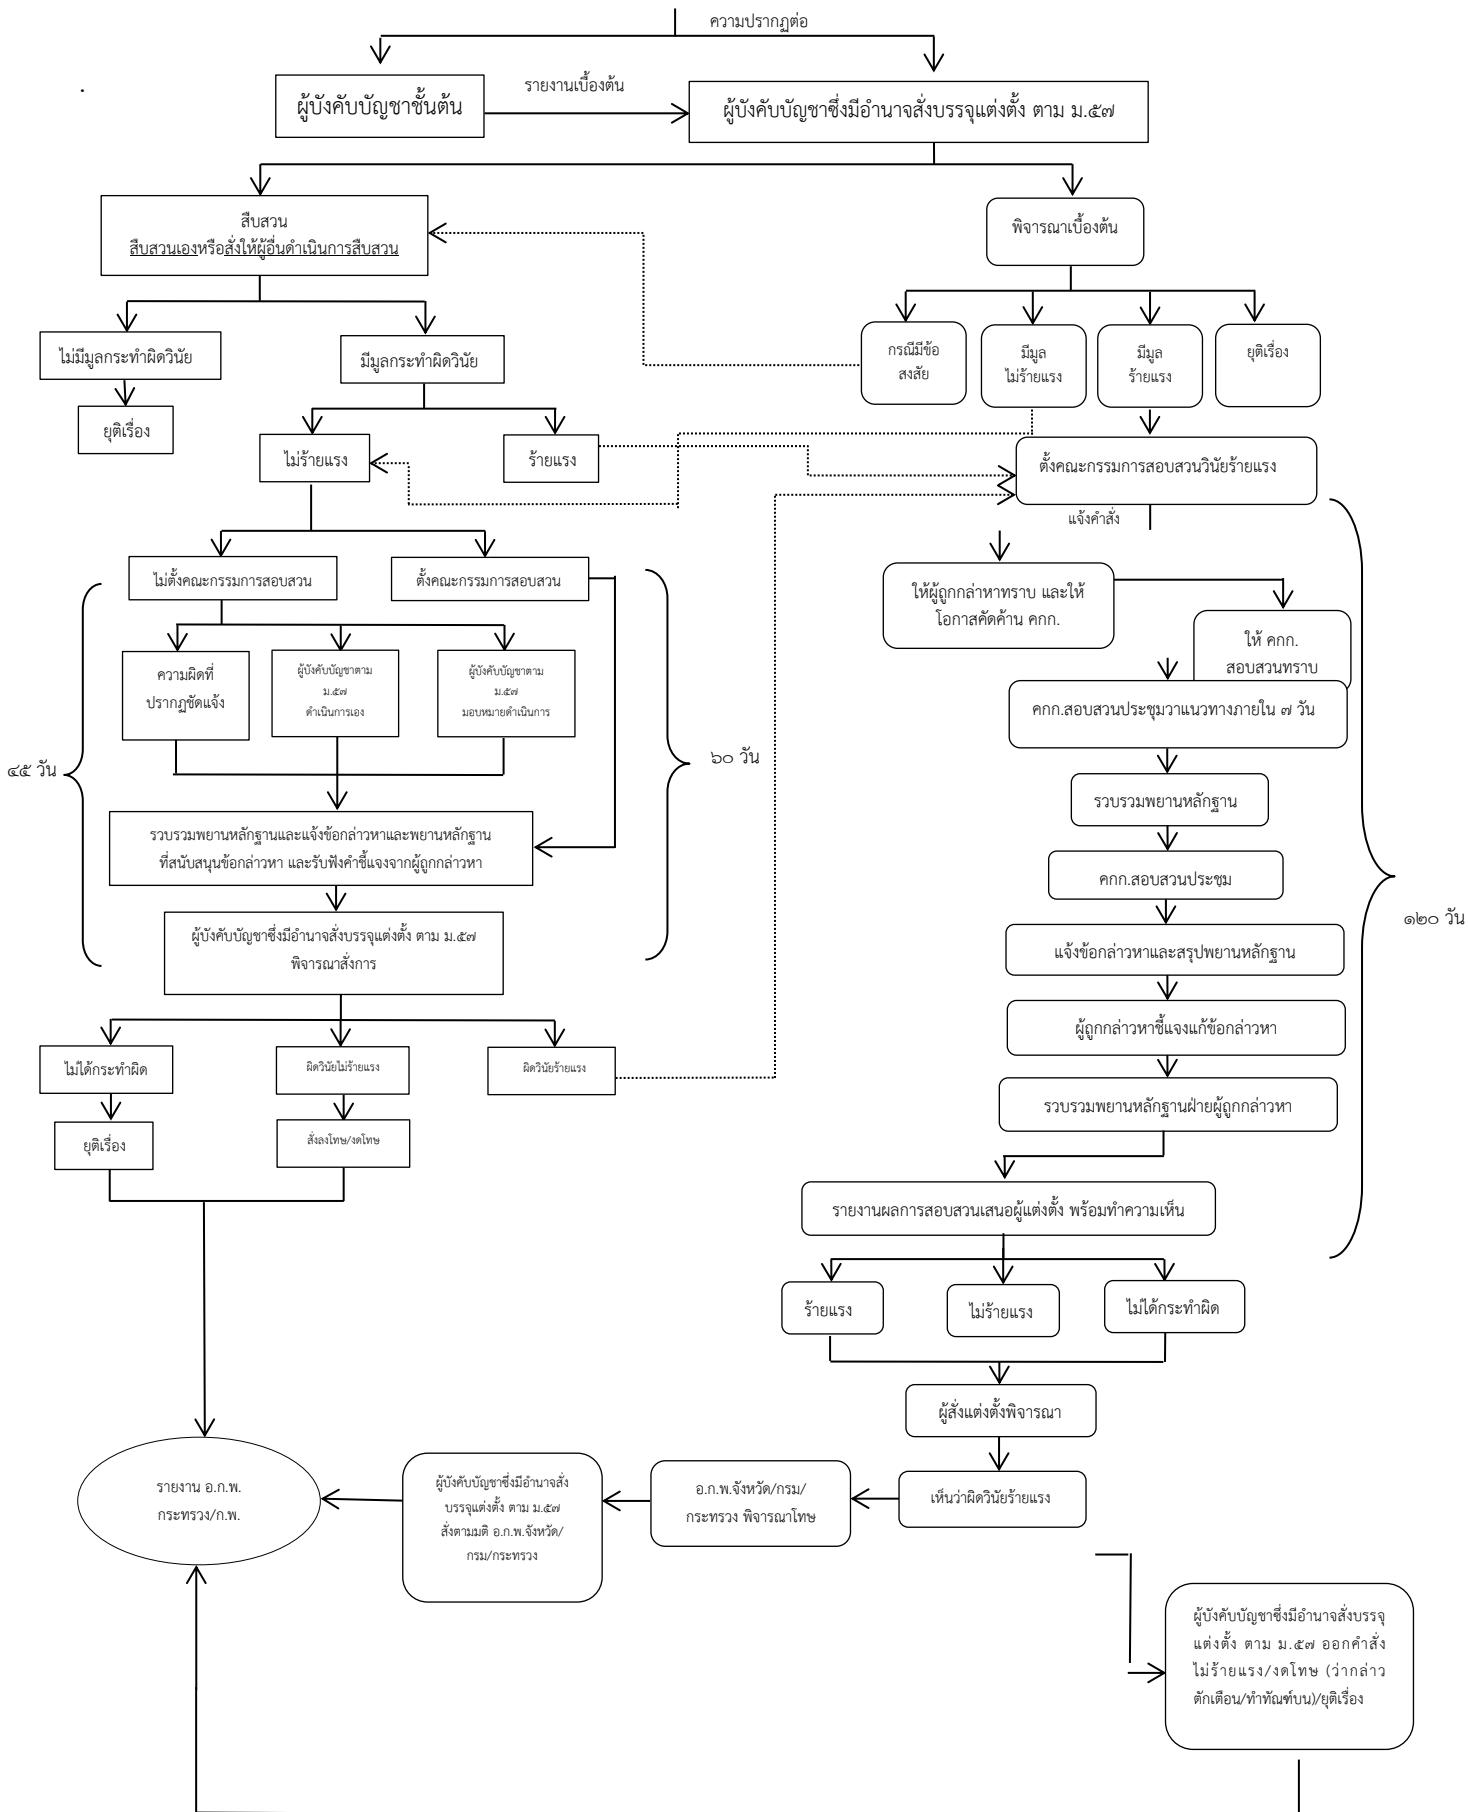 ความปรากฏต่อ
ผู้บังคับบัญชาชั้นต้น
รายงานเบื้องต้น
ผู้บังคับบัญชาซึ่งมีอำนาจสั่งบรรจุแต่งตั้ง ตาม ม.๕๗
สืบสวน
สืบสวนเองหรือสั่งให้ผู้อื่นดำเนินการสืบสวน
พิจารณาเบื้องต้น
ไม่มีมูลกระทำผิดวินัย
มีมูลกระทำผิดวินัย
กรณีมีข้อ
สงสัย
มีมูล
ไม่ร้ายแรง
มีมูล
ร้ายแรง
ยุติเรื่อง
ยุติเรื่อง
ไม่ร้ายแรง
ร้ายแรง
ตั้งคณะกรรมการสอบสวนวินัยร้ายแรง
แจ้งคำสั่ง
ไม่ตั้งคณะกรรมการสอบสวน
ตั้งคณะกรรมการสอบสวน
ให้ผู้ถูกกล่าหาทราบ และให้
โอกาสคัดค้าน คกก.
ให้ คกก.
สอบสวนทราบ
ความผิดที่
ปรากฏชัดแจ้ง
ผู้บังคับบัญชาตาม
ม.๕๗
ดำเนินการเอง
ผู้บังคับบัญชาตาม
ม.๕๗
มอบหมายดำเนินการ
คกก.สอบสวนประชุมวาแนวทางภายใน ๗ วัน
๔๕ วัน
๖๐ วัน
รวบรวมพยานหลักฐาน
รวบรวมพยานหลักฐานและแจ้งข้อกล่าวหาและพยานหลักฐาน
ที่สนับสนุนข้อกล่าวหา และรับฟังคำชี้แจงจากผู้ถูกกล่าวหา
คกก.สอบสวนประชุม
๑๒๐ วัน
ผู้บังคับบัญชาซึ่งมีอำนาจสั่งบรรจุแต่งตั้ง ตาม ม.๕๗
พิจารณาสั่งการ
แจ้งข้อกล่าวหาและสรุปพยานหลักฐาน
ผู้ถูกกล่าวหาชี้แจงแก้ข้อกล่าวหา
ไม่ได้กระทำผิด
ผิดวินัยไม่ร้ายแรง
ผิดวินัยร้ายแรง
รวบรวมพยานหลักฐานฝ่ายผู้ถูกกล่าวหา
ยุติเรื่อง
สั่งลงโทษ/งดโทษ
รายงานผลการสอบสวนเสนอผู้แต่งตั้ง พร้อมทำความเห็น
ร้ายแรง
ไม่ร้ายแรง
ไม่ได้กระทำผิด
ผู้สั่งแต่งตั้งพิจารณา
เห็นว่าผิดวินัยร้ายแรง
อ.ก.พ.จังหวัด/กรม/
กระทรวง พิจารณาโทษ
ผู้บังคับบัญชาซึ่งมีอำนาจสั่ง
บรรจุแต่งตั้ง ตาม ม.๕๗
สั่งตามมติ อ.ก.พ.จังหวัด/
กรม/กระทรวง
รายงาน อ.ก.พ.
กระทรวง/ก.พ.
ผู้บังคับบัญชาซึ่งมีอำนาจสั่งบรรจุ
แต่งตั้ง ตาม ม.๕๗ ออกคำสั่ง
ไม่ร้ายแรง/งดโทษ (ว่ากล่าว
ตักเตือน/ทำทัณฑ์บน)/ยุติเรื่อง